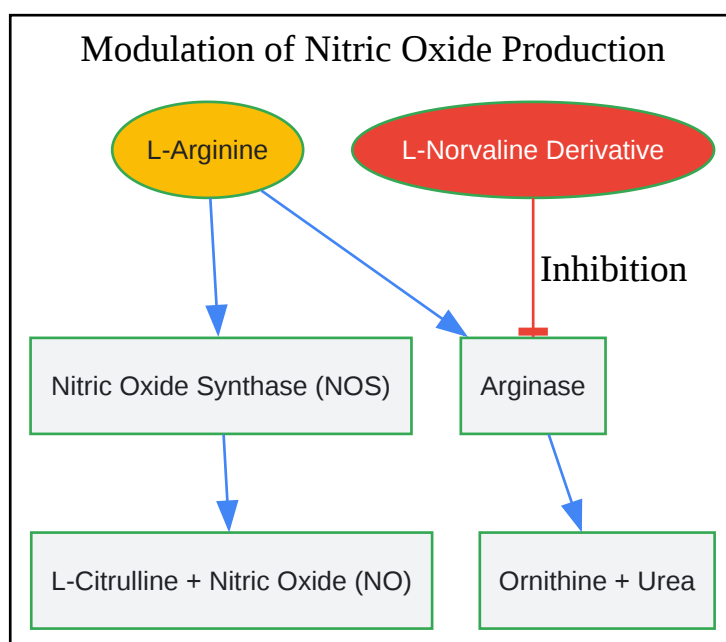 Modulation of Nitric Oxide Production
L-Arginine
L-Norvaline Derivative
Inhibition
Nitric Oxide Synthase (NOS)
Arginase
L-Citrulline + Nitric Oxide (NO)
Ornithine + Urea